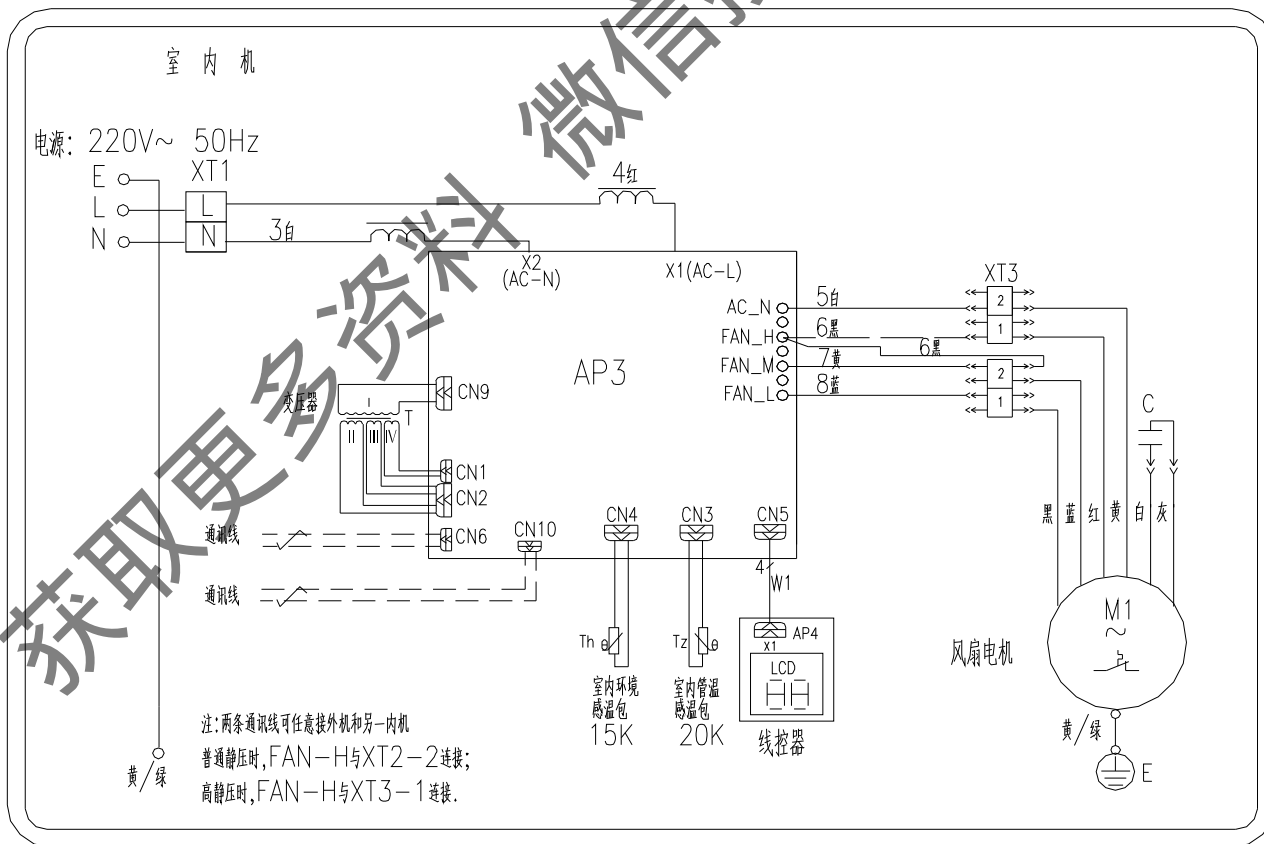 获取更多资料 微信搜
室内机
电源: 220V~ 50Hz
E
L
N
XT1
L
N
3白
4红
X2
(AC-N)
X1(AC-L)
AP3
AC_N
FAN_H
FAN_M
FAN_L
5白
6黑
6黑
7黄
8蓝
XT3
2
1
2
1
变压器
I
II
III
IV
T
CN9
CN1
CN2
CN6
CN10
CN4
CN3
CN5
通讯线
通讯线
4
W1
Th
θ
Tz
θ
X1
AP4
LCD
室内环境
感温包
15K
室内管温
感温包
20K
线控器
C
黑 蓝 红 黄 白 灰
M1
~
风扇电机
黄/绿
E
黄/绿
注:两条通讯线可任意接外机和另一内机
普通静压时,FAN-H与XT2-2连接;
高静压时,FAN-H与XT3-1连接.